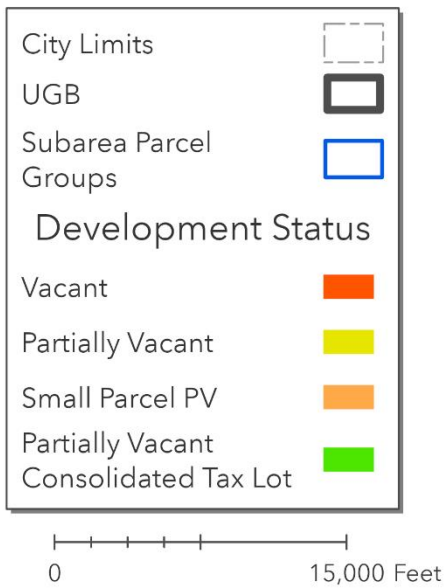 City Limits
UGB
Subarea Parcel
Groups
Development Status
Vacant
Partially Vacant
Small Parcel PV
Partially Vacant
Consolidated Tax Lot
0 15,000 Feet